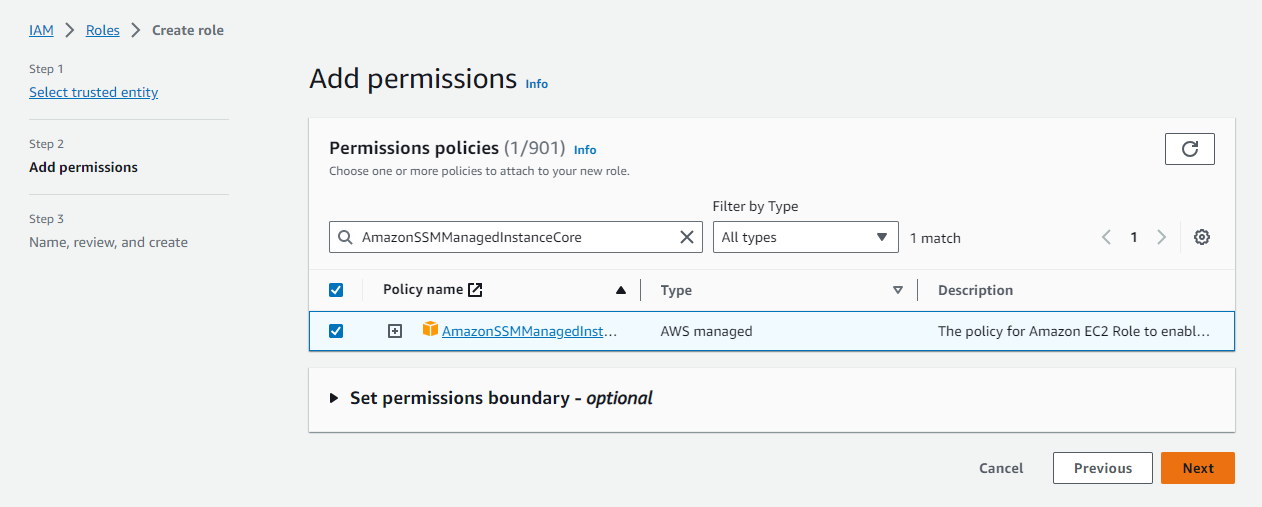 IAM > Roles > Create role
Step 1
Select trusted entity
Step 2
Add permissions
Step 3
Name, review, and create
Add permissions Info
Permissions policies (1/901) Info
Choose one or more policies to attach to your new role.
Filter by Type
AmazonSSMManagedInstanceCore
All types
1 match
1
Policy name
Type
Description
AmazonSSMManagedInst…
AWS managed
The policy for Amazon EC2 Role to enabl…
Set permissions boundary - optional
Cancel
Previous
Next